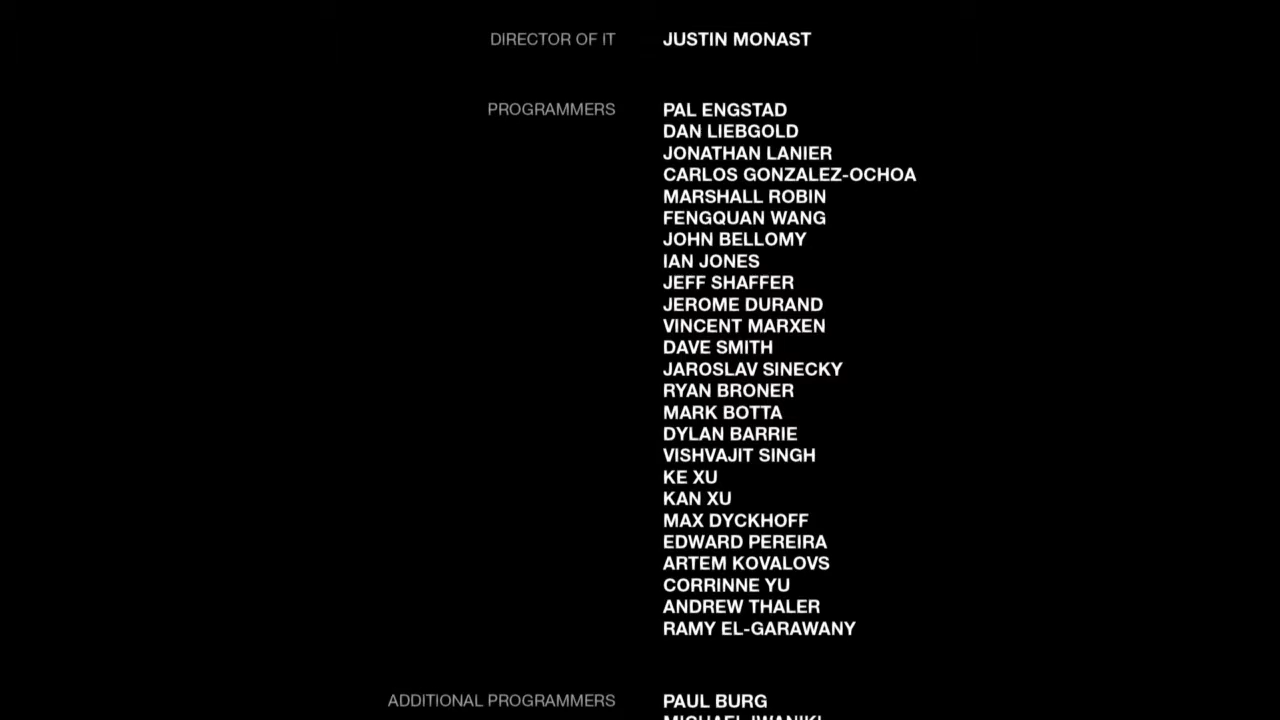 DIRECTOR OF IT JUSTIN MONAST
PROGRAMMERS PAL ENGSTAD
DAN LIEBGOLD
JONATHAN LANIER
CARLOS GONZALEZ-OCHOA
MARSHALL ROBIN
FENGQUAN WANG
JOHN BELLOMY
IAN JONES
JEFF SHAFFER
JEROME DURAND
VINCENT MARXEN
DAVE SMITH
JAROSLAV SINECKY
RYAN BRONER
MARK BOTTA
DYLAN BARRIE
VISHVAJIT SINGH
KE XU
KAN XU
MAX DYCKHOFF
EDWARD PEREIRA
ARTEM KOVALOVS
CORRINNE YU
ANDREW THALER
RAMY EL-GARAWANY
ADDITIONAL PROGRAMMERS PAUL BURG
MICHAEL